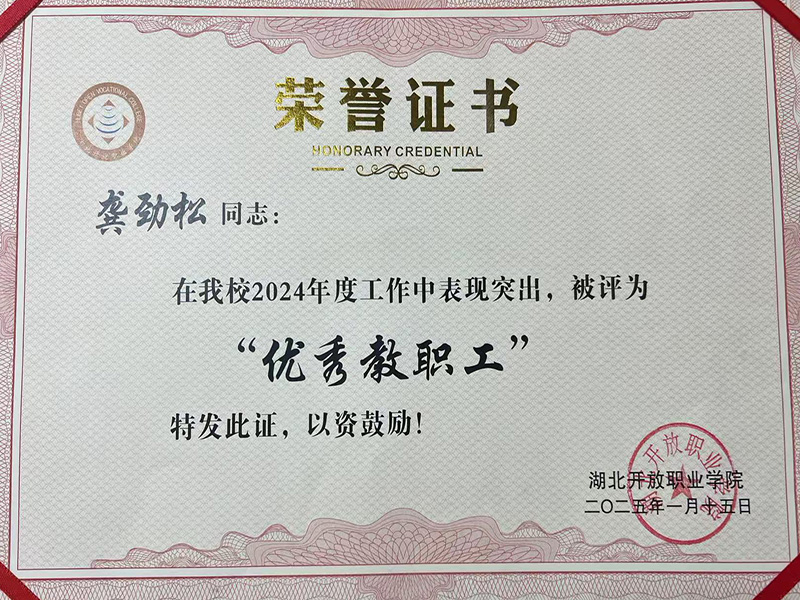 荣誉证书
HONORARY CREDENTIAL
龚劲松 同志：
在我校2024年度工作中表现突出，被评为
“优秀教职工”
特发此证，以资鼓励！
湖北开放职业学院
二〇二五年一月十五日